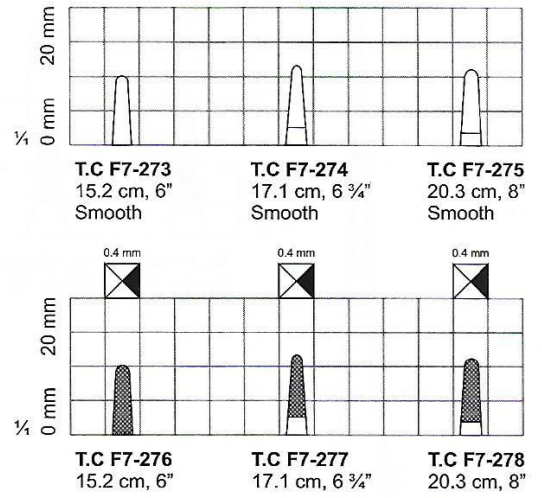 20 mm
0 mm
¹⁄₁
T.C F7-273
15.2 cm, 6”
Smooth
T.C F7-274
17.1 cm, 6 ¾”
Smooth
T.C F7-275
20.3 cm, 8”
Smooth
0.4 mm
0.4 mm
0.4 mm
20 mm
0 mm
¹⁄₁
T.C F7-276
15.2 cm, 6”
T.C F7-277
17.1 cm, 6 ¾”
T.C F7-278
20.3 cm, 8”